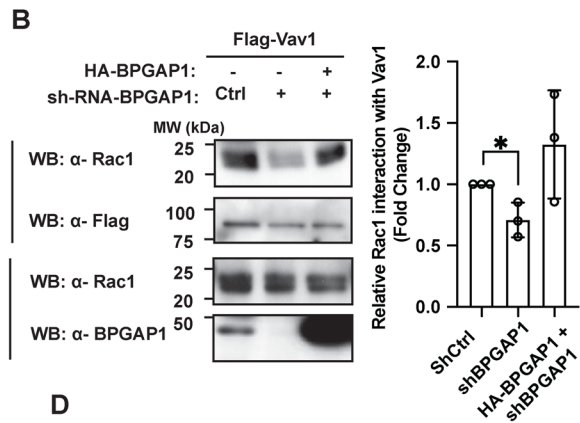 B
Flag-Vav1
HA-BPGAP1: - - +
sh-RNA-BPGAP1: Ctrl + +
MW (kDa)
WB: α- Rac1 25 20
WB: α- Flag 100 75
WB: α- Rac1 25 20
WB: α- BPGAP1 50
D
Relative Rac1 interaction with Vav1
(Fold Change)
2.0
1.5
1.0
0.5
0.0
*
ShCtrl
shBPGAP1
HA-BPGAP1 +
shBPGAP1